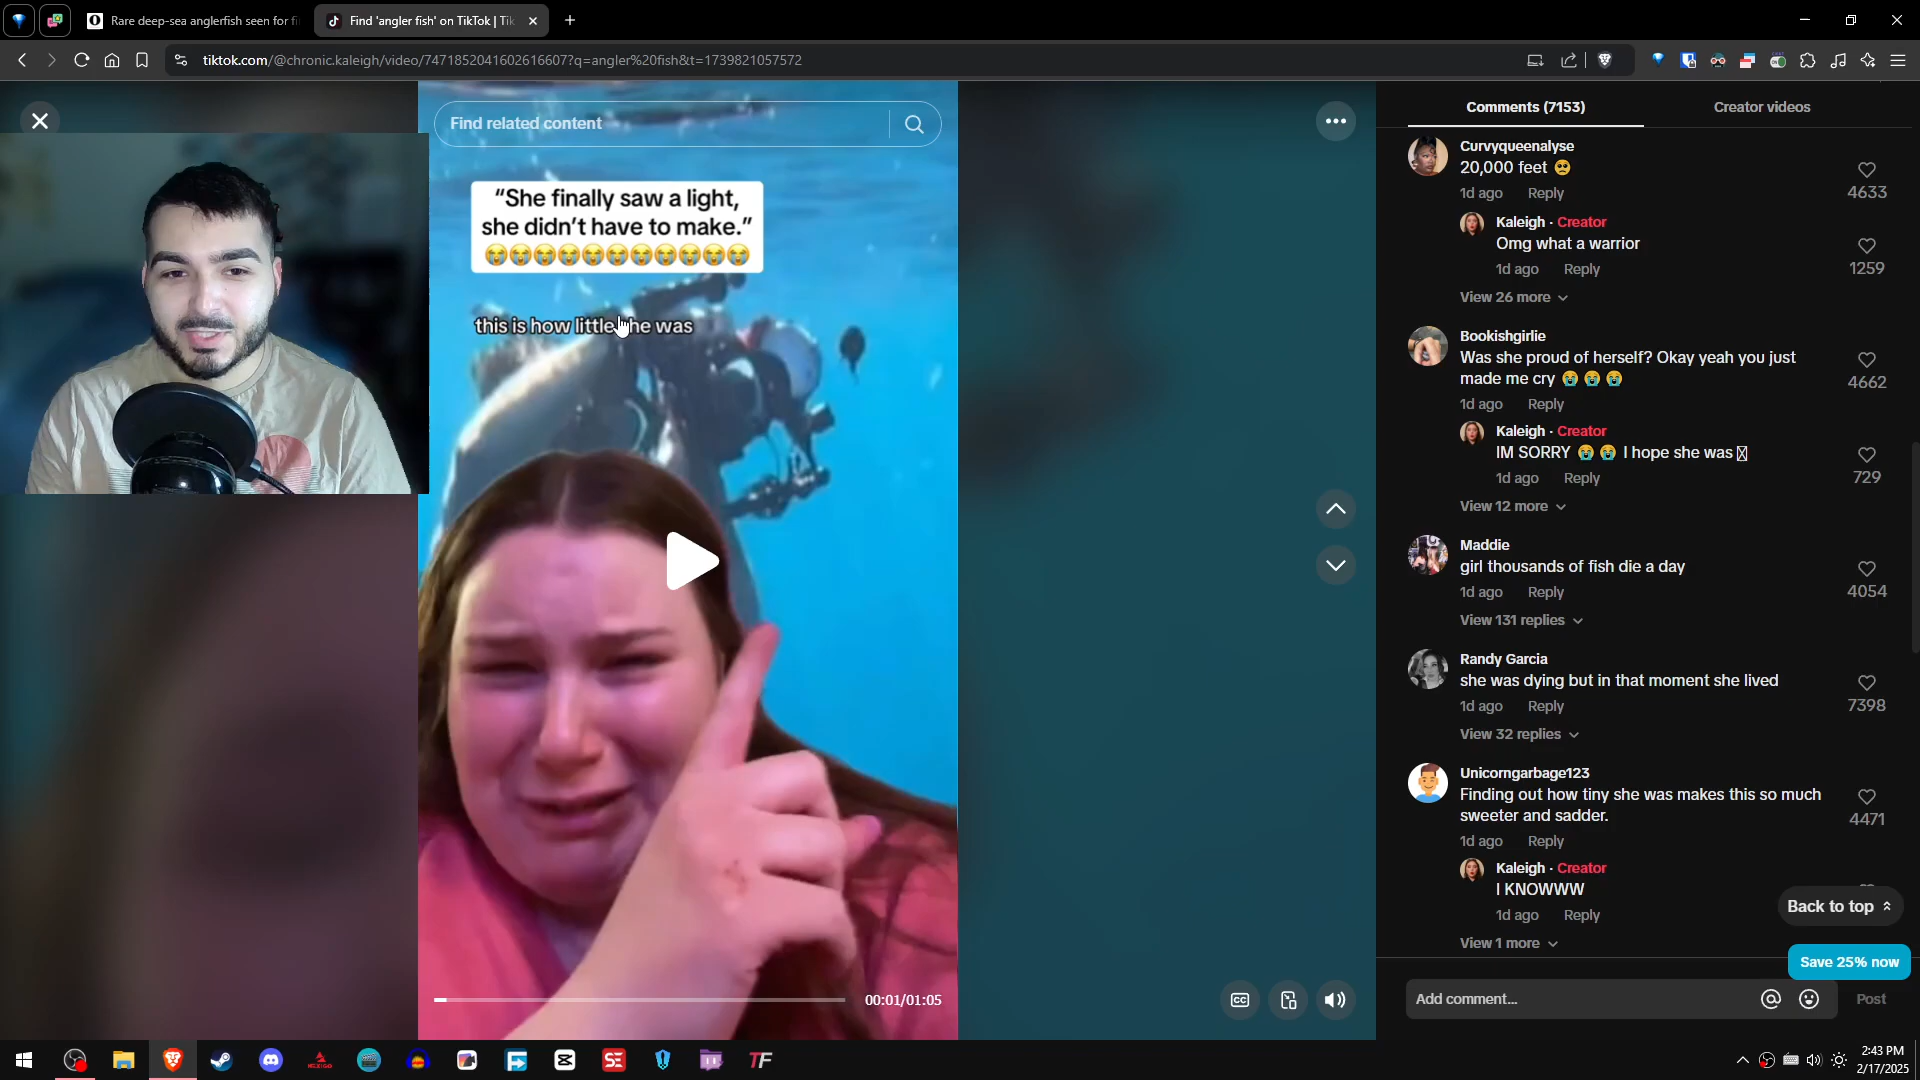 Rare deep-sea anglerfish seen for fi
Find 'angler fish' on TikTok | Tik
tiktok.com/@chronic.kaleigh/video/7471852041602616607?q=angler%20fish&t=1739821057572
Find related content
“She finally saw a light,
she didn’t have to make.”
😭😭😭😭😭😭😭😭😭😭😭
this is how little she was
00:01/01:05
Comments (7153)
Creator videos
Curvyqueenalyse
20,000 feet 🥺
1d ago Reply
4633
Kaleigh · Creator
Omg what a warrior
1d ago Reply
1259
View 26 more
Bookishgirlie
Was she proud of herself? Okay yeah you just
made me cry 😭 😭 😭
1d ago Reply
4662
Kaleigh · Creator
IM SORRY 😭 😭 I hope she was
1d ago Reply
729
View 12 more
Maddie
girl thousands of fish die a day
1d ago Reply
4054
View 131 replies
Randy Garcia
she was dying but in that moment she lived
1d ago Reply
7398
View 32 replies
Unicorngarbage123
Finding out how tiny she was makes this so much
sweeter and sadder.
1d ago Reply
4471
Kaleigh · Creator
I KNOWWW
1d ago Reply
View 1 more
Back to top
Save 25% now
Add comment...
Post
CC
2:43 PM
2/17/2025